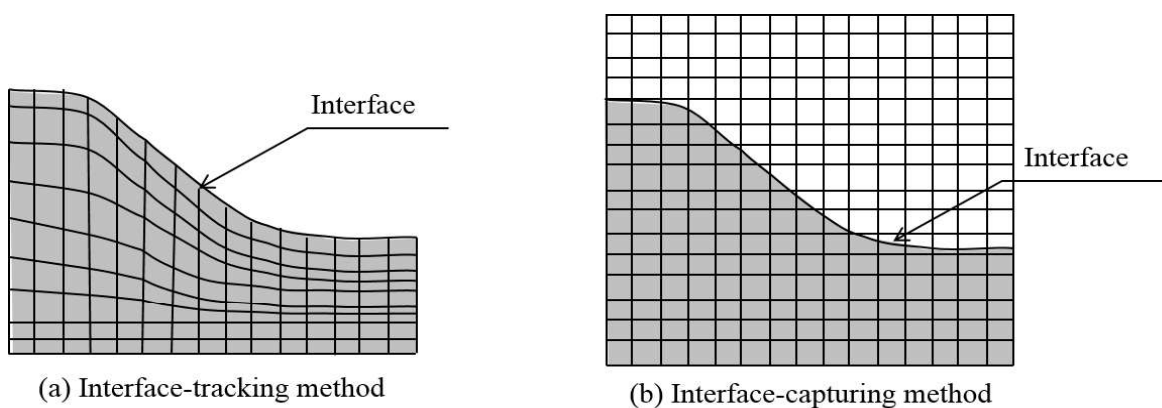 Interface
Interface
(a) Interface-tracking method
(b) Interface-capturing method